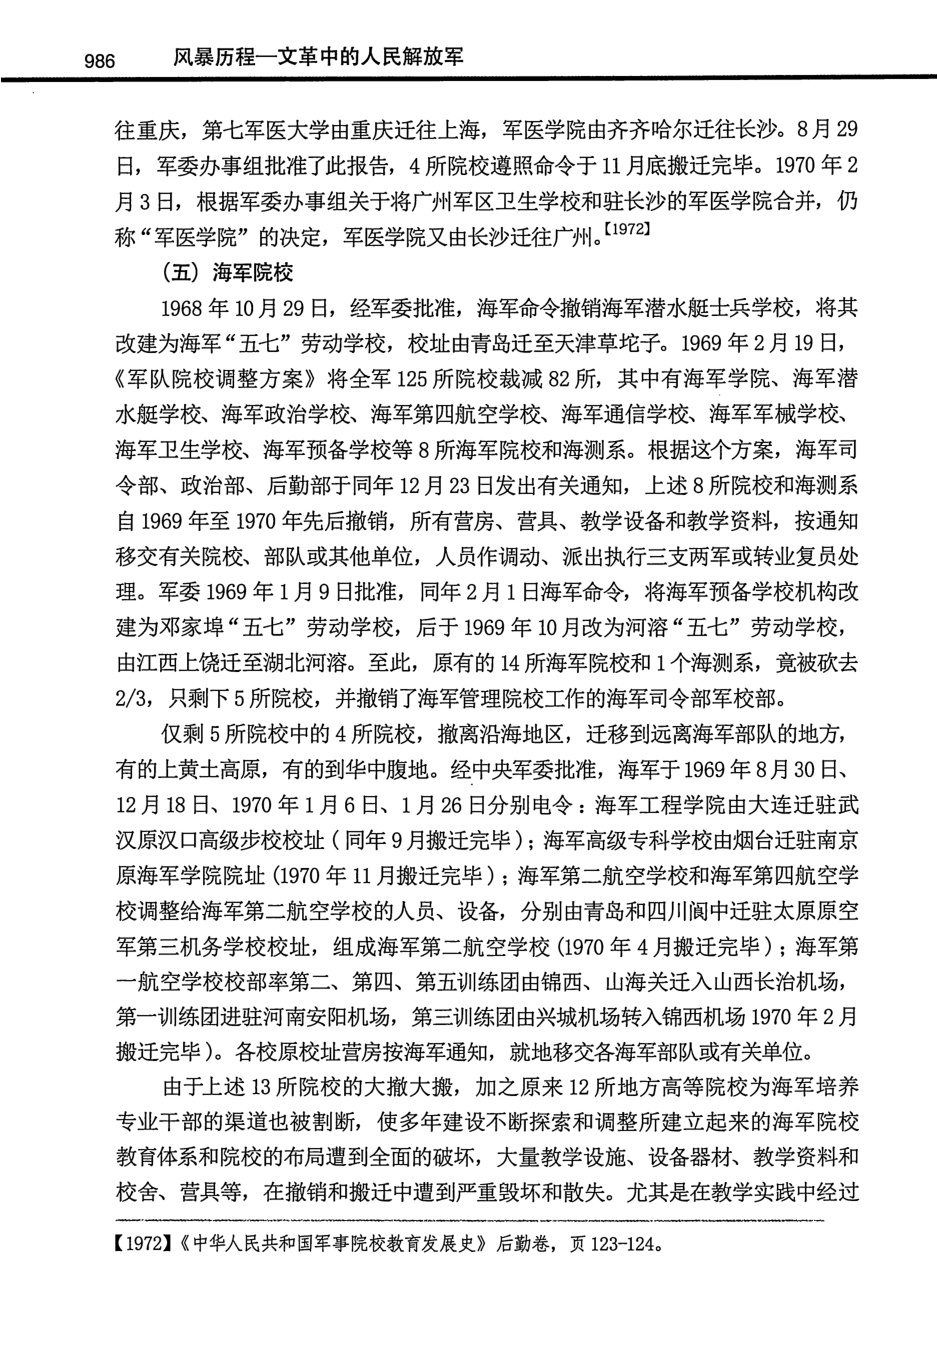 986 风暴历程—文革中的人民解放军
往重庆，第七军医大学由重庆迁往上海，军医学院由齐齐哈尔迁往长沙。8月29
日，军委办事组批准了此报告，4所院校遵照命令于11月底搬迁完毕。1970年2
月3日，根据军委办事组关于将广州军区卫生学校和驻长沙的军医学院合并，仍
称“军医学院”的决定，军医学院又由长沙迁往广州。【1972】
（五）海军院校
1968年10月29日，经军委批准，海军命令撤销海军潜水艇士兵学校，将其
改建为海军“五七”劳动学校，校址由青岛迁至天津草坨子。1969年2月19日，
《军队院校调整方案》将全军125所院校裁减82所，其中有海军学院、海军潜
水艇学校、海军政治学校、海军第四航空学校、海军通信学校、海军军械学校、
海军卫生学校、海军预备学校等8所海军院校和海测系。根据这个方案，海军司
令部、政治部、后勤部于同年12月23日发出有关通知，上述8所院校和海测系
自1969年至1970年先后撤销，所有营房、营具、教学设备和教学资料，按通知
移交有关院校、部队或其他单位，人员作调动、派出执行三支两军或转业复员处
理。军委1969年1月9日批准，同年2月1日海军命令，将海军预备学校机构改
建为邓家埠“五七”劳动学校，后于1969年10月改为河溶“五七”劳动学校，
由江西上饶迁至湖北河溶。至此，原有的14所海军院校和1个海测系，竟被砍去
2/3，只剩下5所院校，并撤销了海军管理院校工作的海军司令部军校部。
仅剩5所院校中的4所院校，撤离沿海地区，迁移到远离海军部队的地方，
有的上黄土高原，有的到华中腹地。经中央军委批准，海军于1969年8月30日、
12月18日、1970年1月6日、1月26日分别电令：海军工程学院由大连迁驻武
汉原汉口高级步校校址（同年9月搬迁完毕）；海军高级专科学校由烟台迁驻南京
原海军学院院址（1970年11月搬迁完毕）；海军第二航空学校和海军第四航空学
校调整给海军第二航空学校的人员、设备，分别由青岛和四川阆中迁驻太原原空
军第三机务学校校址，组成海军第二航空学校（1970年4月搬迁完毕）；海军第
一航空学校校部率第二、第四、第五训练团由锦西、山海关迁入山西长治机场，
第一训练团进驻河南安阳机场，第三训练团由兴城机场转入锦西机场1970年2月
搬迁完毕）。各校原校址营房按海军通知，就地移交各海军部队或有关单位。
由于上述13所院校的大撤大搬，加之原来12所地方高等院校为海军培养
专业干部的渠道也被割断，使多年建设不断探索和调整所建立起来的海军院校
教育体系和院校的布局遭到全面的破坏，大量教学设施、设备器材、教学资料和
校舍、营具等，在撤销和搬迁中遭到严重毁坏和散失。尤其是在教学实践中经过
【1972】《中华人民共和国军事院校教育发展史》后勤卷，页123-124。